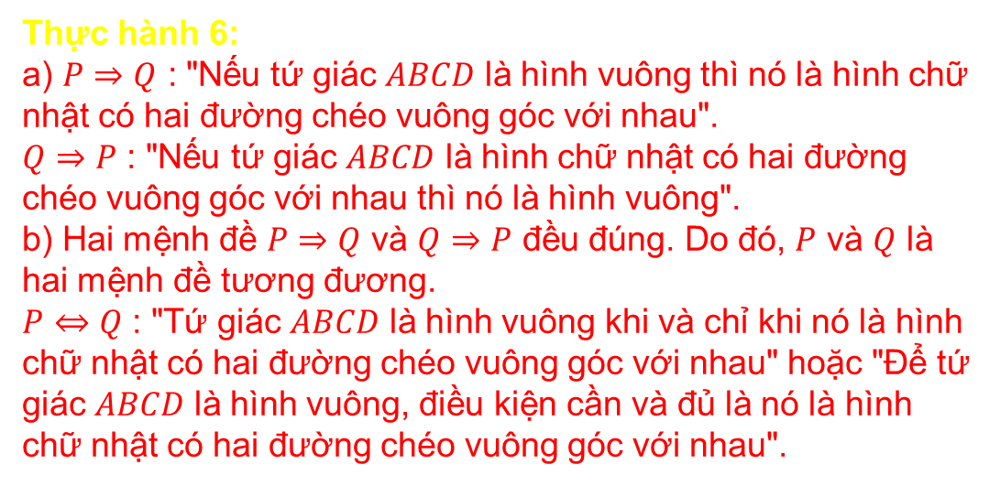 Thực hành 6:
a) 𝑃 ⇒ 𝑄 : "Nếu tứ giác 𝐴𝐵𝐶𝐷 là hình vuông thì nó là hình chữ
nhật có hai đường chéo vuông góc với nhau".
𝑄 ⇒ 𝑃 : "Nếu tứ giác 𝐴𝐵𝐶𝐷 là hình chữ nhật có hai đường
chéo vuông góc với nhau thì nó là hình vuông".
b) Hai mệnh đề 𝑃 ⇒ 𝑄 và 𝑄 ⇒ 𝑃 đều đúng. Do đó, 𝑃 và 𝑄 là
hai mệnh đề tương đương.
𝑃 ⇔ 𝑄 : "Tứ giác 𝐴𝐵𝐶𝐷 là hình vuông khi và chỉ khi nó là hình
chữ nhật có hai đường chéo vuông góc với nhau" hoặc "Để tứ
giác 𝐴𝐵𝐶𝐷 là hình vuông, điều kiện cần và đủ là nó là hình
chữ nhật có hai đường chéo vuông góc với nhau".